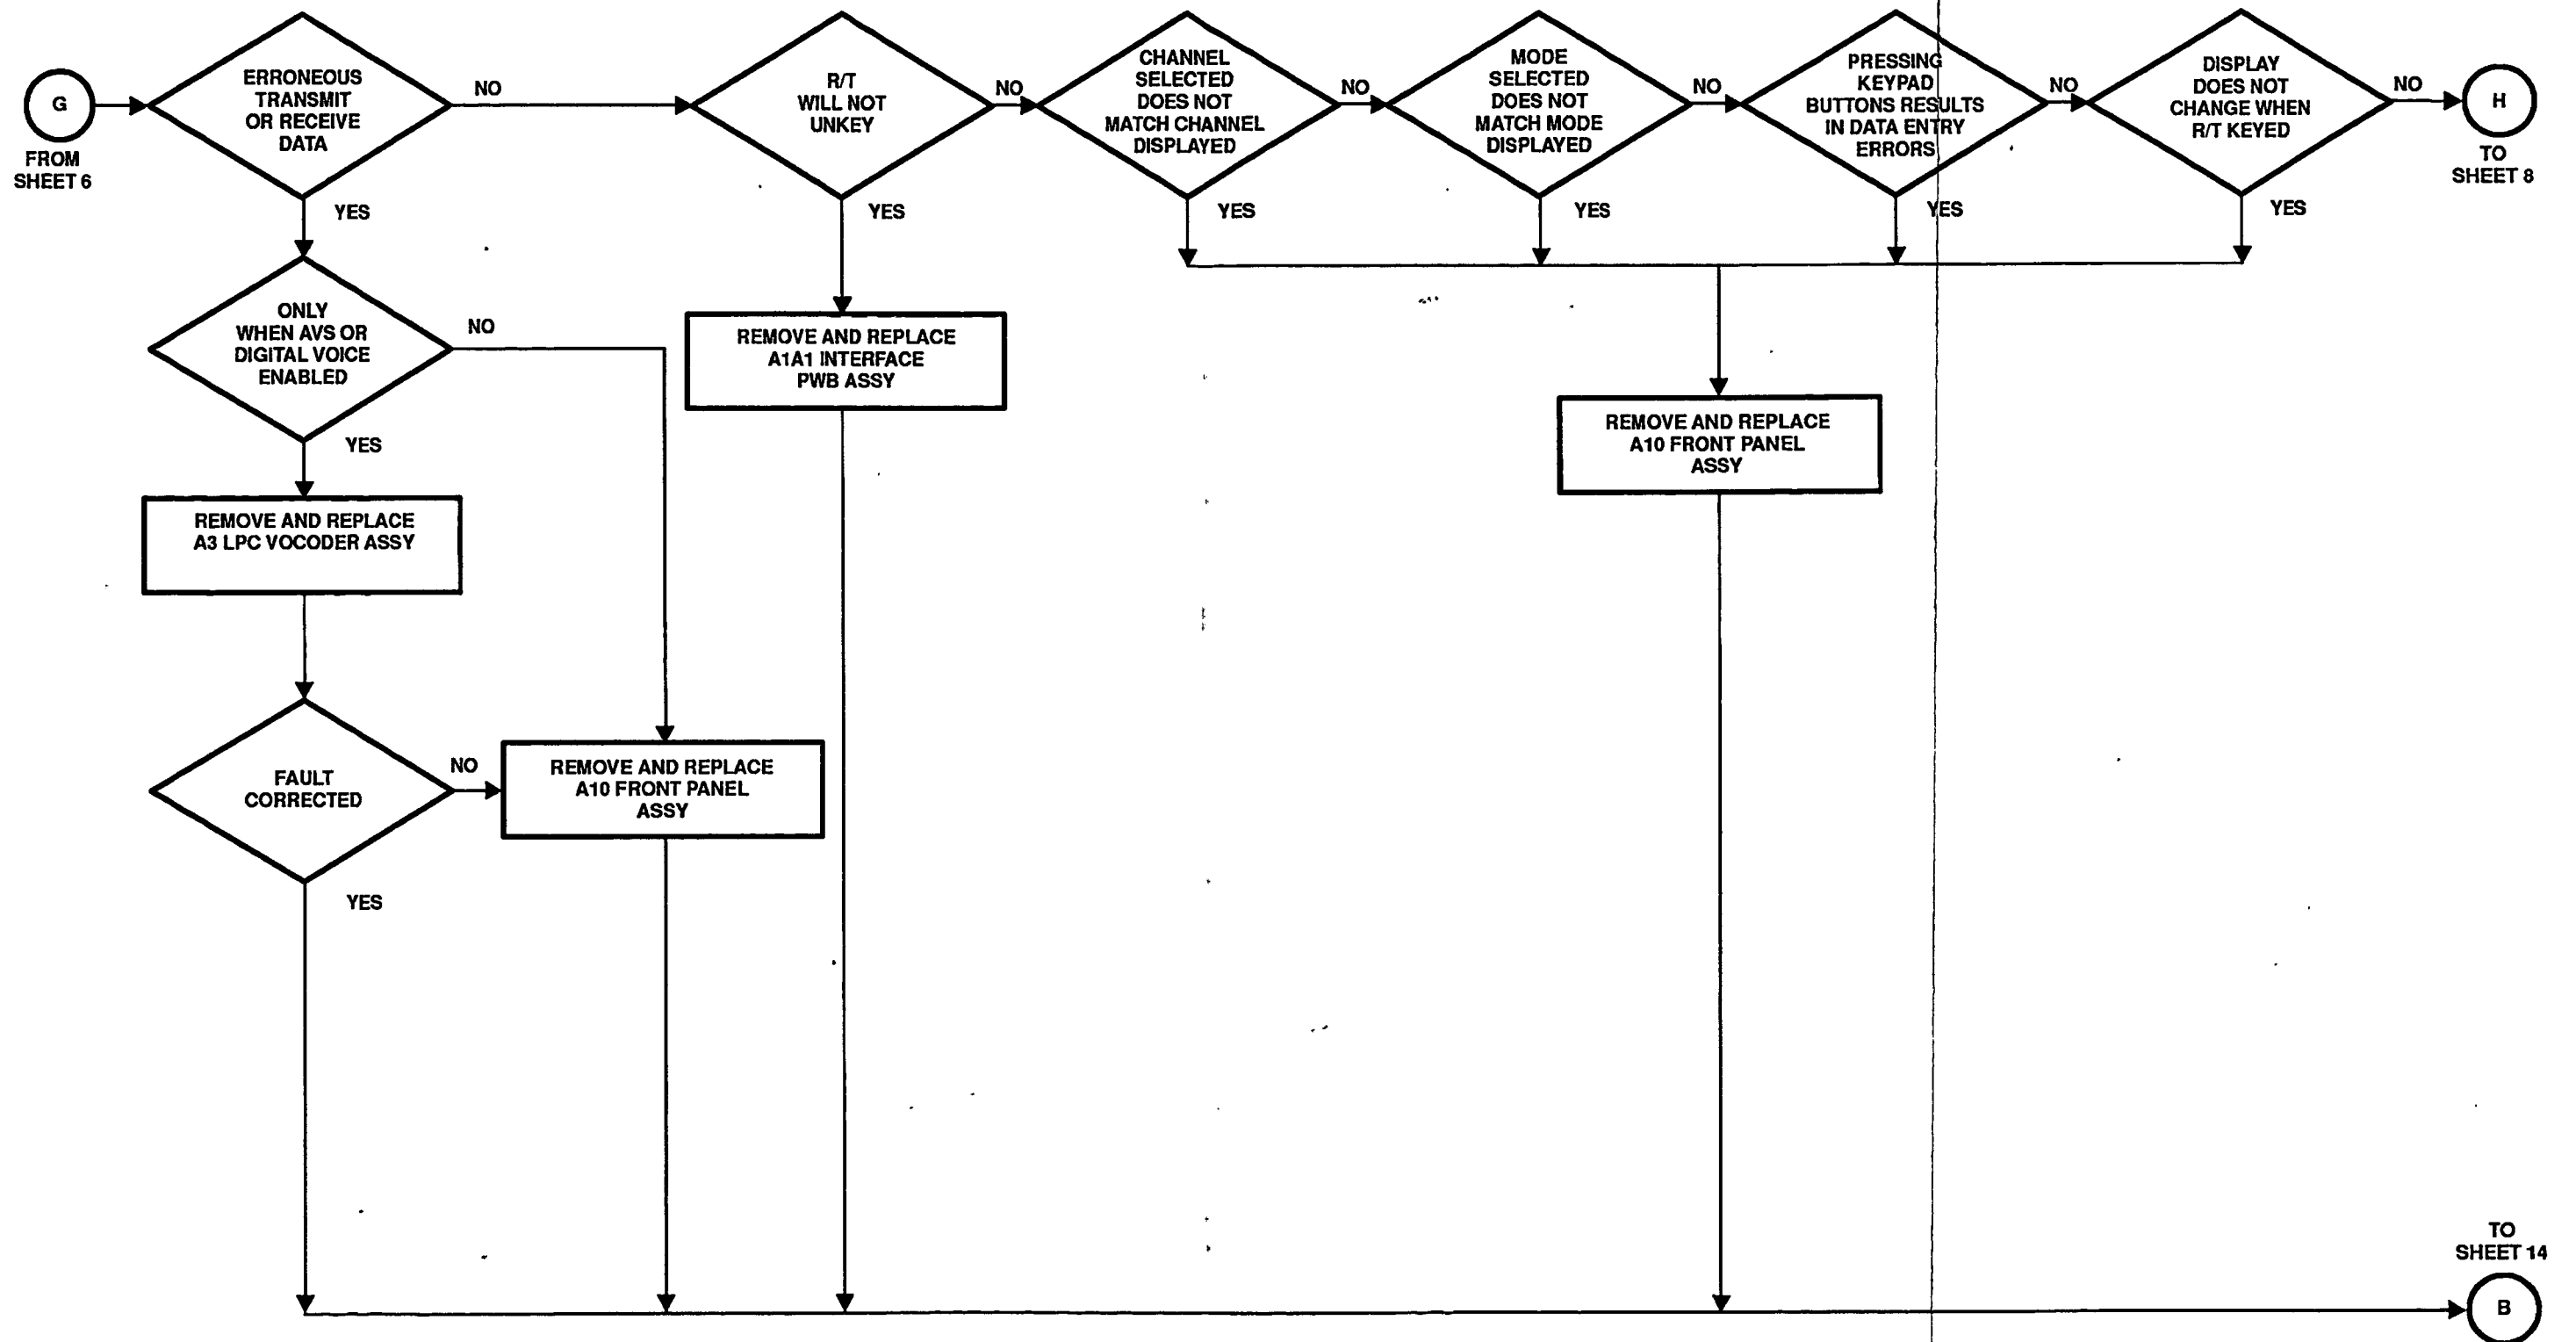 G
FROM
SHEET 6
ERRONEOUS
TRANSMIT
OR RECEIVE
DATA
NO
YES
R/T
WILL NOT
UNKEY
NO
YES
CHANNEL
SELECTED
DOES NOT
MATCH CHANNEL
DISPLAYED
NO
YES
MODE
SELECTED
DOES NOT
MATCH MODE
DISPLAYED
NO
YES
PRESSING
KEYPAD
BUTTONS RESULTS
IN DATA ENTRY
ERRORS
NO
YES
DISPLAY
DOES NOT
CHANGE WHEN
R/T KEYED
NO
YES
H
TO
SHEET 8
ONLY
WHEN AVS OR
DIGITAL VOICE
ENABLED
NO
YES
REMOVE AND REPLACE
A1A1 INTERFACE
PWB ASSY
REMOVE AND REPLACE
A10 FRONT PANEL
ASSY
REMOVE AND REPLACE
A3 LPC VOCODER ASSY
FAULT
CORRECTED
NO
YES
REMOVE AND REPLACE
A10 FRONT PANEL
ASSY
TO
SHEET 14
B